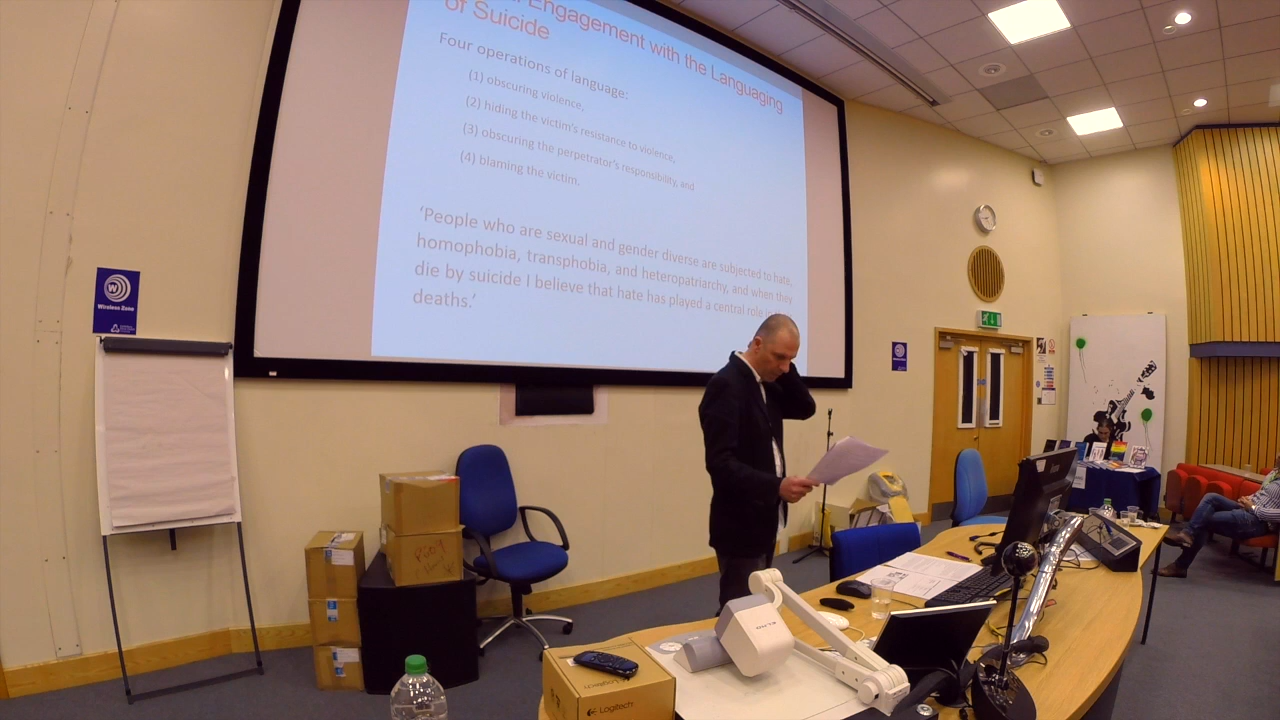 Engagement with the Languaging
of Suicide
Four operations of language:
(1) obscuring violence,
(2) hiding the victim's resistance to violence,
(3) obscuring the perpetrator's responsibility, and
(4) blaming the victim.
'People who are sexual and gender diverse are subjected to hate,
homophobia, transphobia, and heteropatriarchy, and when they
die by suicide I believe that hate has played a central role
deaths.'
W
Wireless Zone
ELMO
Logitech